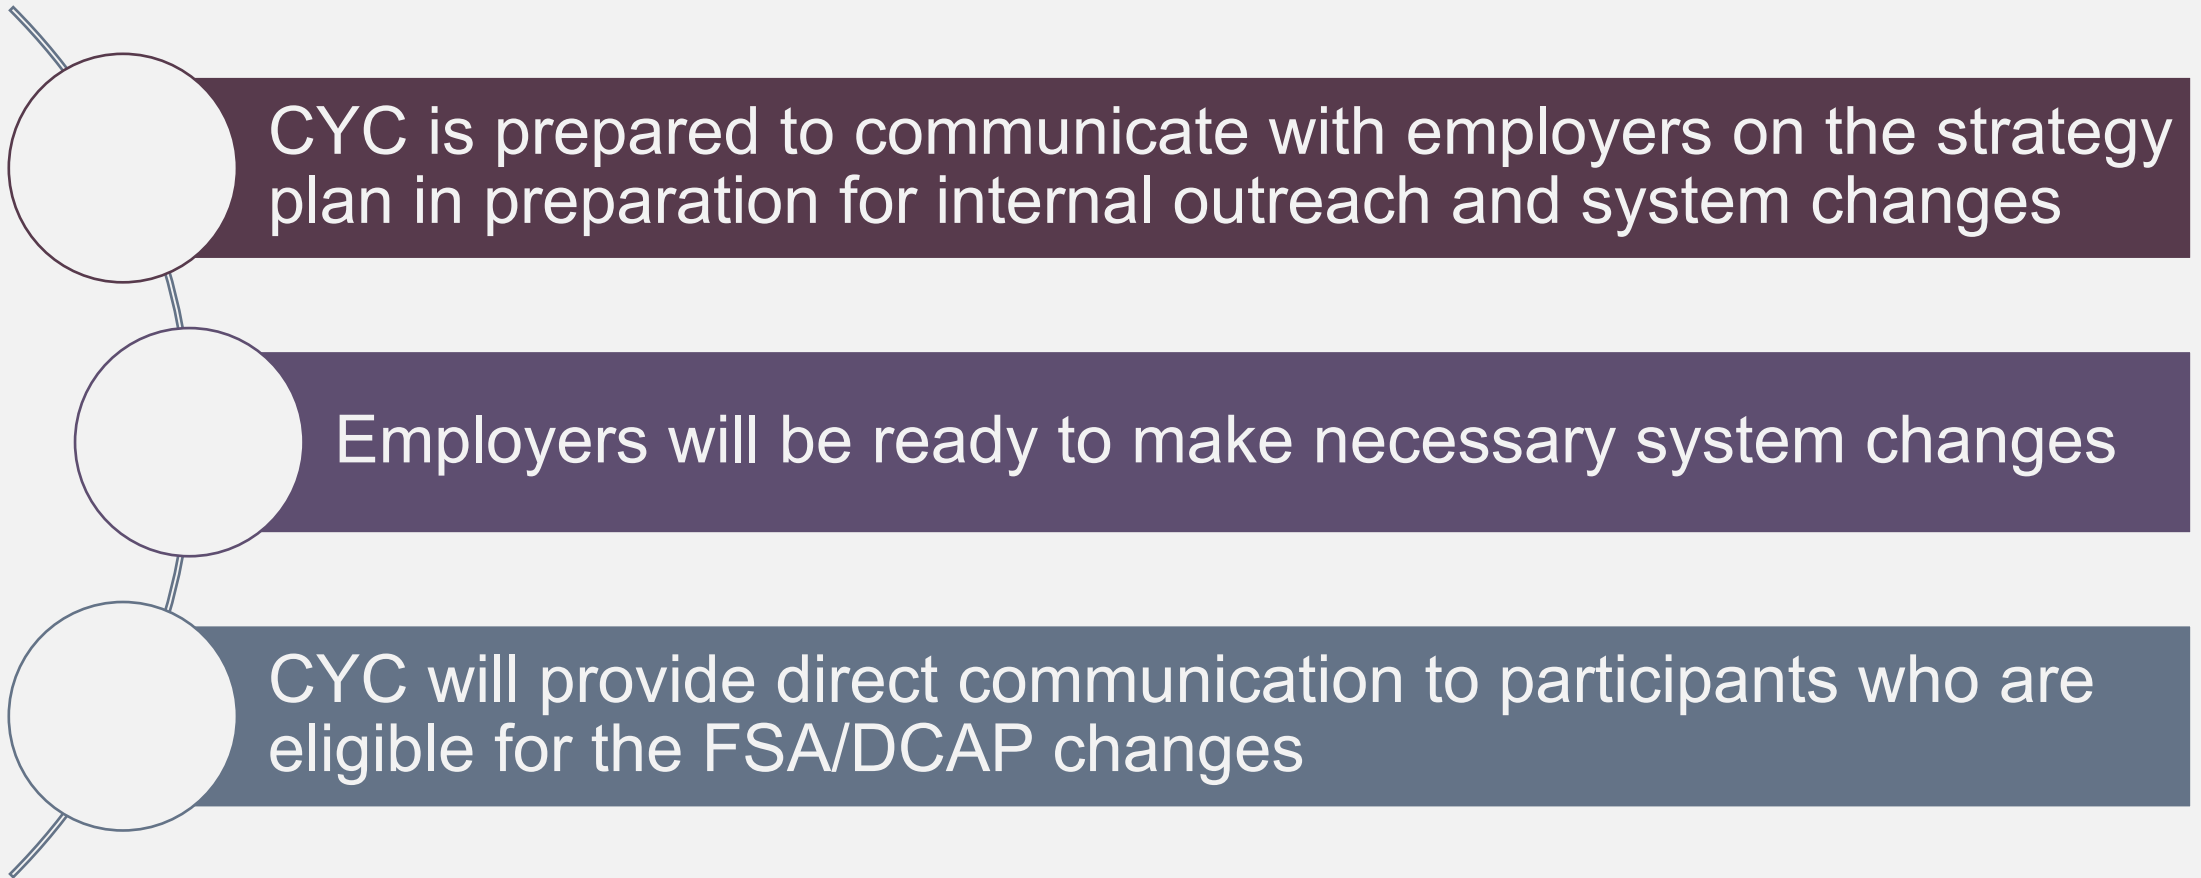 CYC is prepared to communicate with employers on the strategy
plan in preparation for internal outreach and system changes
Employers will be ready to make necessary system changes
CYC will provide direct communication to participants who are
eligible for the FSA/DCAP changes